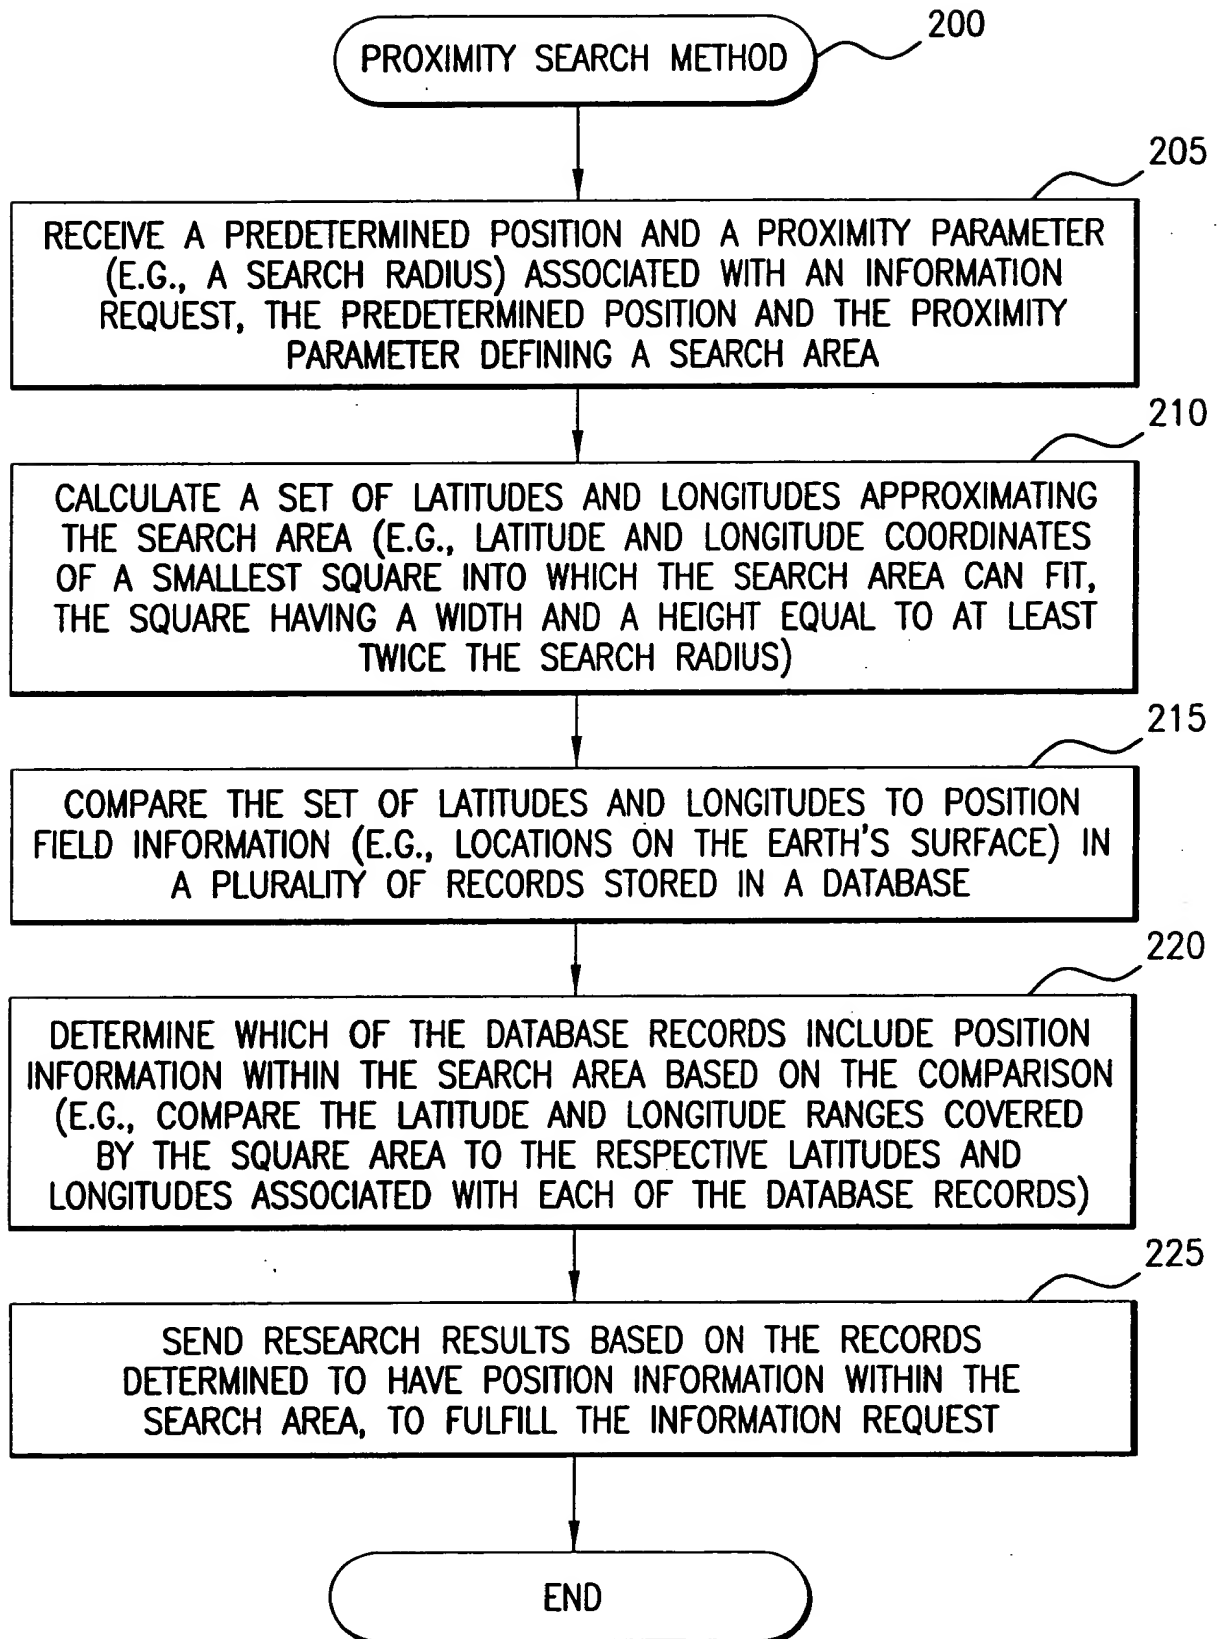 200
PROXIMITY SEARCH METHOD
205
RECEIVE A PREDETERMINED POSITION AND A PROXIMITY PARAMETER
(E.G., A SEARCH RADIUS) ASSOCIATED WITH AN INFORMATION
REQUEST, THE PREDETERMINED POSITION AND THE PROXIMITY
PARAMETER DEFINING A SEARCH AREA
210
CALCULATE A SET OF LATITUDES AND LONGITUDES APPROXIMATING
THE SEARCH AREA (E.G., LATITUDE AND LONGITUDE COORDINATES
OF A SMALLEST SQUARE INTO WHICH THE SEARCH AREA CAN FIT,
THE SQUARE HAVING A WIDTH AND A HEIGHT EQUAL TO AT LEAST
TWICE THE SEARCH RADIUS)
215
COMPARE THE SET OF LATITUDES AND LONGITUDES TO POSITION
FIELD INFORMATION (E.G., LOCATIONS ON THE EARTH'S SURFACE) IN
A PLURALITY OF RECORDS STORED IN A DATABASE
220
DETERMINE WHICH OF THE DATABASE RECORDS INCLUDE POSITION
INFORMATION WITHIN THE SEARCH AREA BASED ON THE COMPARISON
(E.G., COMPARE THE LATITUDE AND LONGITUDE RANGES COVERED
BY THE SQUARE AREA TO THE RESPECTIVE LATITUDES AND
LONGITUDES ASSOCIATED WITH EACH OF THE DATABASE RECORDS)
225
SEND RESEARCH RESULTS BASED ON THE RECORDS
DETERMINED TO HAVE POSITION INFORMATION WITHIN THE
SEARCH AREA, TO FULFILL THE INFORMATION REQUEST
END